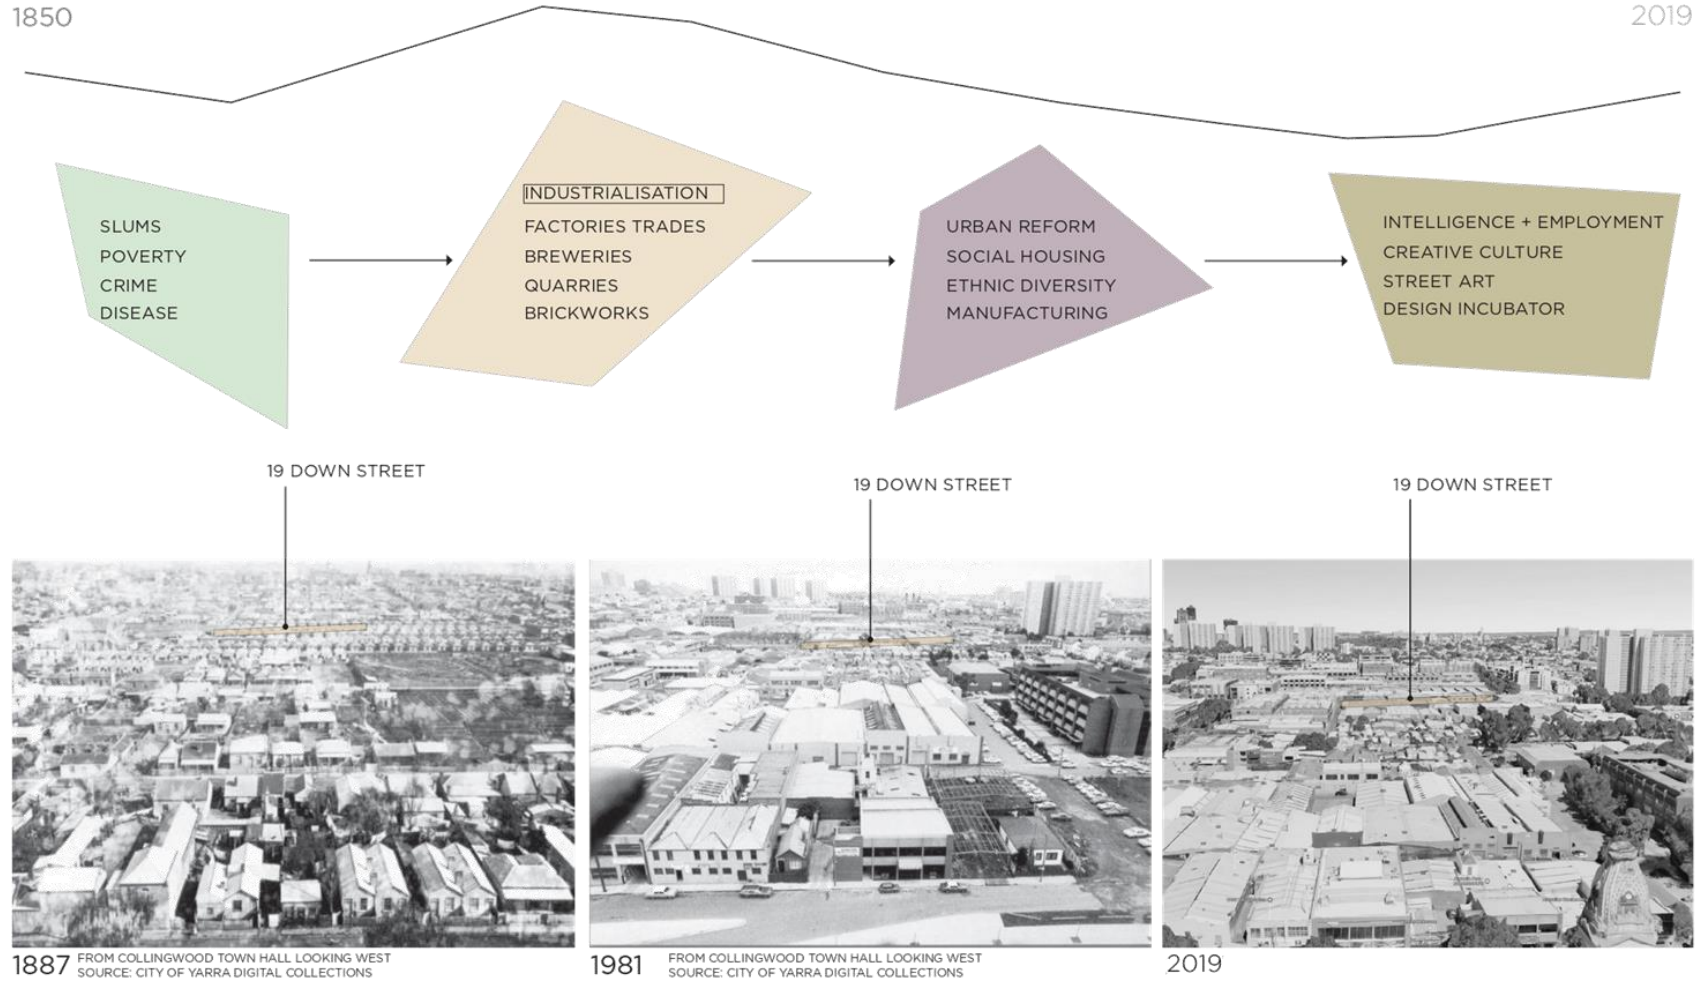 1850
2019
SLUMS
POVERTY
CRIME
DISEASE
INDUSTRIALISATION
FACTORIES TRADES
BREWERIES
QUARRIES
BRICKWORKS
URBAN REFORM
SOCIAL HOUSING
ETHNIC DIVERSITY
MANUFACTURING
INTELLIGENCE + EMPLOYMENT
CREATIVE CULTURE
STREET ART
DESIGN INCUBATOR
19 DOWN STREET
19 DOWN STREET
19 DOWN STREET
1887
FROM COLLINGWOOD TOWN HALL LOOKING WEST
SOURCE: CITY OF YARRA DIGITAL COLLECTIONS
1981
FROM COLLINGWOOD TOWN HALL LOOKING WEST
SOURCE: CITY OF YARRA DIGITAL COLLECTIONS
2019